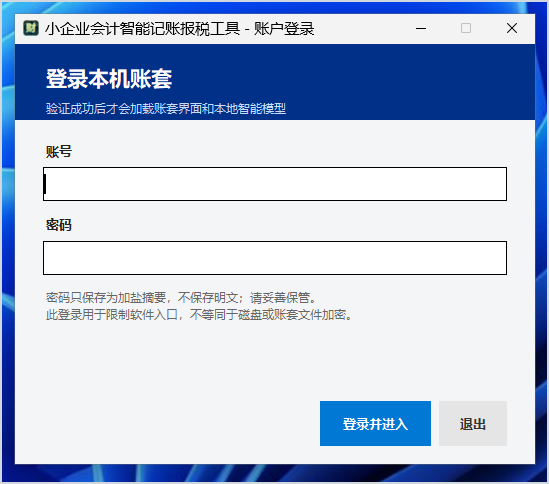 财 小企业会计智能记账报税工具 - 账户登录
登录本机账套
验证成功后才会加载账套界面和本地智能模型
账号
密码
密码只保存为加盐摘要，不保存明文；请妥善保管。
此登录用于限制软件入口，不等同于磁盘或账套文件加密。
登录并进入 退出